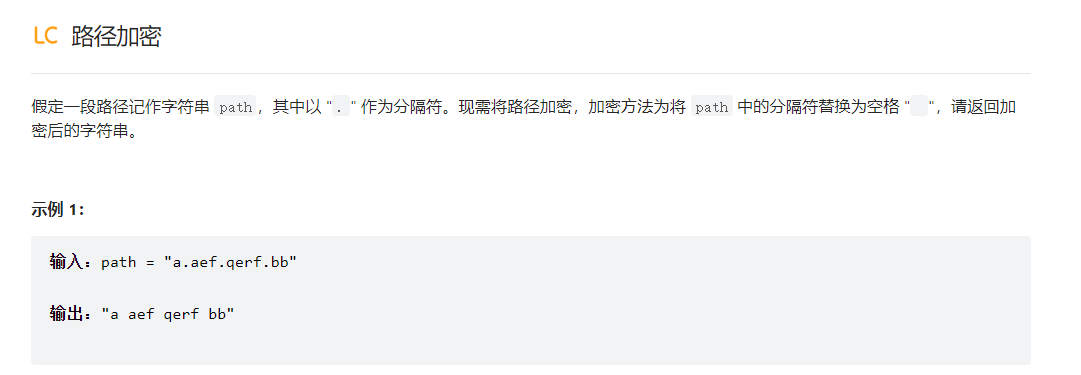 LC 路径加密
假定一段路径记作字符串 path，其中以 "." 作为分隔符。现需将路径加密，加密方法为将 path 中的分隔符替换为空格 " "，请返回加
密后的字符串。
示例 1：
输入：path = "a.aef.qerf.bb"
输出："a aef qerf bb"